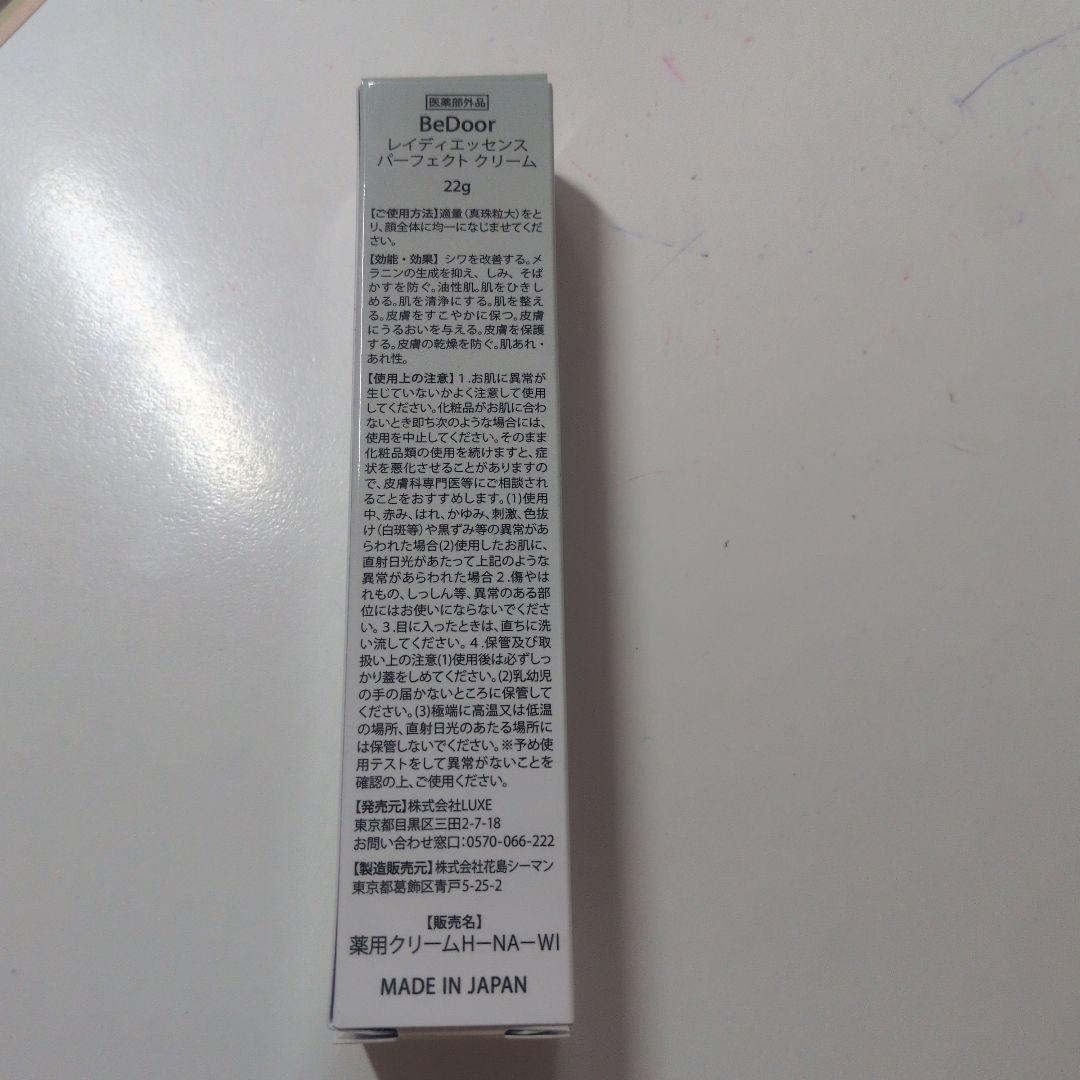 医薬部外品
BeDoor
レイディエッセンス
パーフェクト クリーム
22g
【ご使用方法】適量（真珠粒大）をと
り、顔全体に均一になじませてくだ
さい。
【効能・効果】 シワを改善する。メ
ラニンの生成を抑え、しみ、そば
かすを防ぐ。油性肌。肌をひきし
める。肌を清浄にする。肌を整え
る。皮膚をすこやかに保つ。皮膚
にうるおいを与える。皮膚を保護
する。皮膚の乾燥を防ぐ。肌あれ・
あれ性。
【使用上の注意】１.お肌に異常が
生じていないかよく注意して使用
してください。化粧品がお肌に合わ
ないとき即ち次のような場合には、
使用を中止してください。そのまま
化粧品類の使用を続けますと、症
状を悪化させることがありますの
で、皮膚科専門医等にご相談され
ることをおすすめします。(1)使用
中、赤み、はれ、かゆみ、刺激、色抜
け（白斑等）や黒ずみ等の異常があ
らわれた場合(2)使用したお肌に、
直射日光があたって上記のような
異常があらわれた場合２.傷やは
れもの、しっしん等、異常のある部
位にはお使いにならないでくださ
い。３.目に入ったときは、直ちに洗
い流してください。４.保管及び取
扱い上の注意(1)使用後は必ずしっ
かり蓋をしめてください。(2)乳幼児
の手の届かないところに保管して
ください。(3)極端に高温又は低温
の場所、直射日光のあたる場所に
は保管しないでください。※予め使
用テストをして異常がないことを
確認の上、ご使用ください。
【発売元】株式会社LUXE
東京都目黒区三田2-7-18
お問い合わせ窓口：0570-066-222
【製造販売元】株式会社花島シーマン
東京都葛飾区青戸5-25-2
【販売名】
薬用クリームH－NA－WI
MADE IN JAPAN